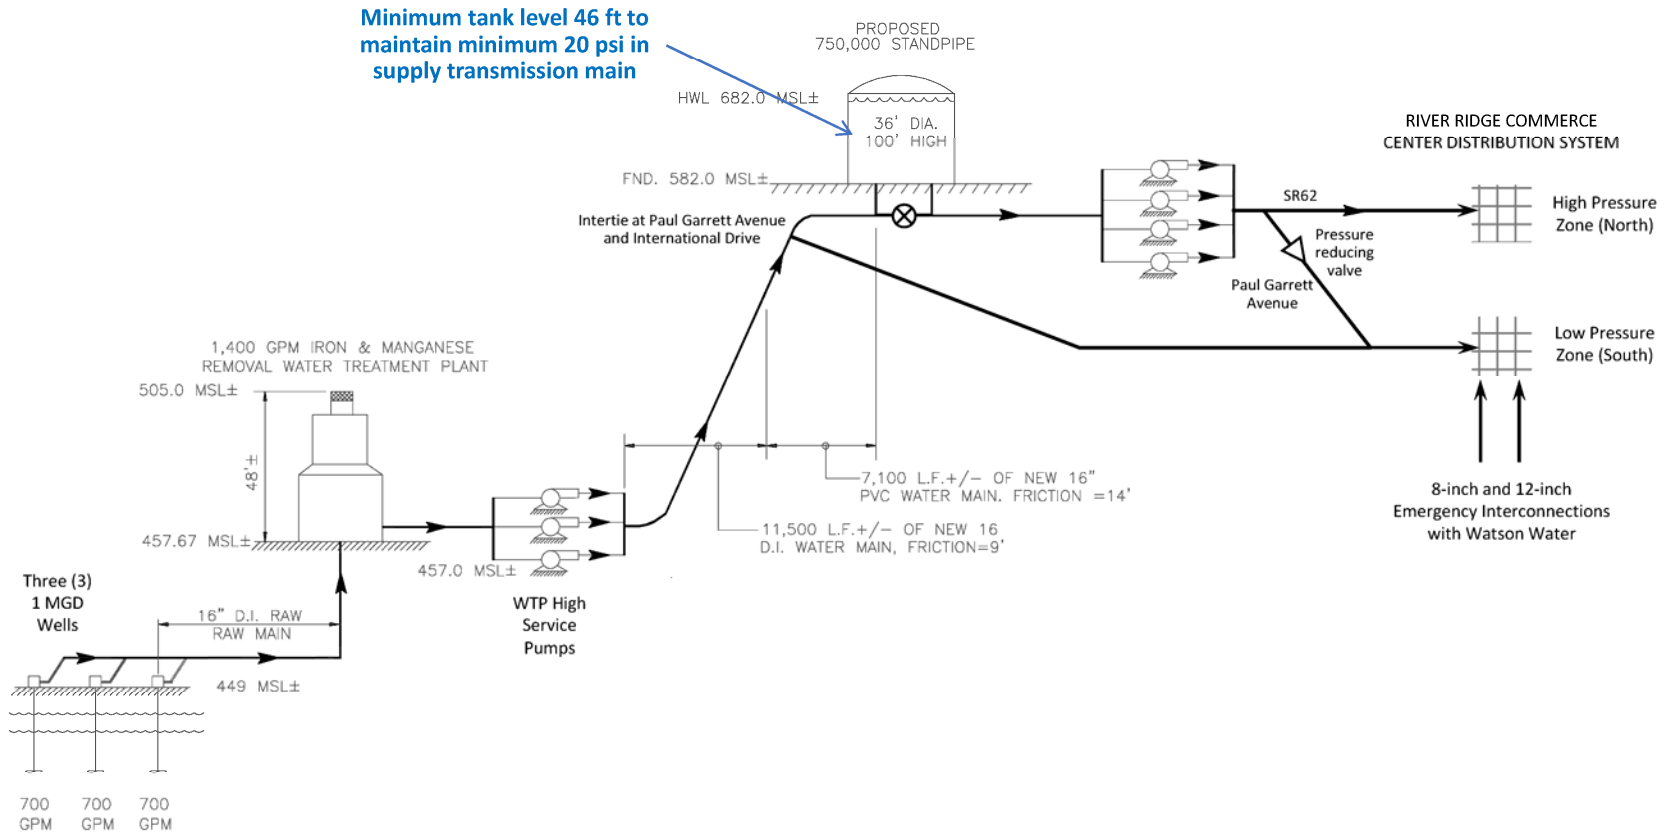 Minimum tank level 46 ft to
maintain minimum 20 psi in
supply transmission main
PROPOSED
750,000 STANDPIPE
HWL 682.0 MSL±
36' DIA.
100' HIGH
FND. 582.0 MSL±
RIVER RIDGE COMMERCE
CENTER DISTRIBUTION SYSTEM
Intertie at Paul Garrett Avenue
and International Drive
SR62
High Pressure
Zone (North)
Pressure
reducing
valve
Paul Garrett
Avenue
Low Pressure
Zone (South)
1,400 GPM IRON & MANGANESE
REMOVAL WATER TREATMENT PLANT
505.0 MSL±
48'±
457.67 MSL±
7,100 L.F.+/- OF NEW 16"
PVC WATER MAIN. FRICTION =14'
11,500 L.F.+/- OF NEW 16
D.I. WATER MAIN, FRICTION=9'
8-inch and 12-inch
Emergency Interconnections
with Watson Water
457.0 MSL±
WTP High
Service
Pumps
Three (3)
1 MGD
Wells
16" D.I. RAW
RAW MAIN
449 MSL±
700
GPM
700
GPM
700
GPM